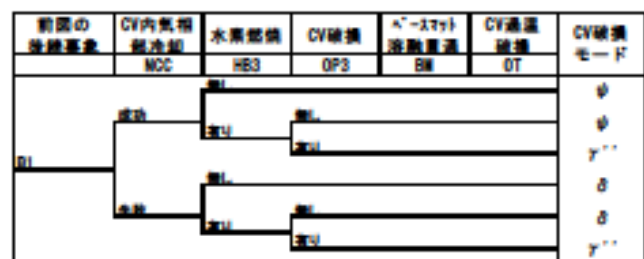 前図の CV内気相 水素燃焼 CV破損 ベースマット CV過温 CV破損
後続事象 部冷却 溶融貫通 破損 モード
NCC HB3 OP3 BM OT
無し ψ
成功 無し ψ
有り
有り γ´´
DI
無し δ
失敗 無し δ
有り
有り γ´´